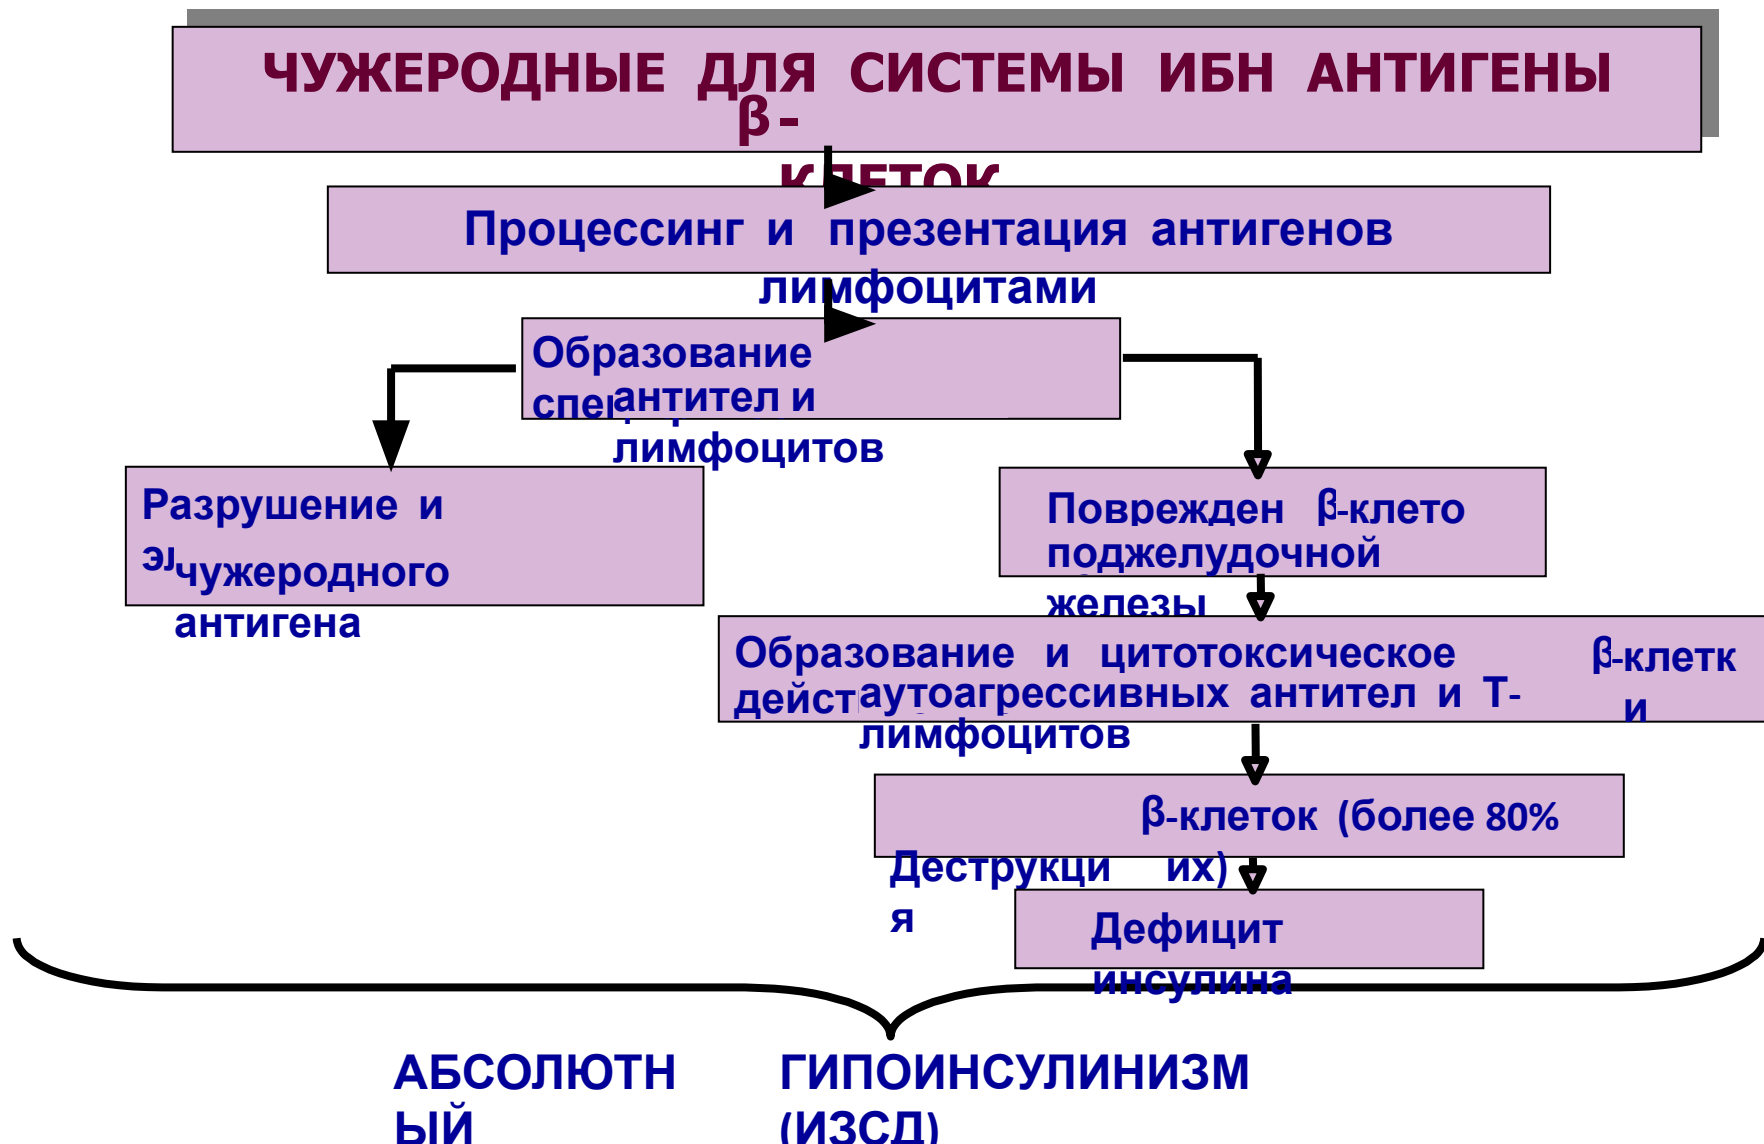 ЧУЖЕРОДНЫЕ ДЛЯ СИСТЕМЫ ИБН АНТИГЕНЫ
β-
КЛЕТОК
Процессинг и презентация антигенов
лимфоцитами
Образование
антител и
лимфоцитов
Разрушение и
чужеродного
антигена
Поврежден β-клето
поджелудочной
железы
Образование и цитотоксическое β-клетк
аутоагрессивных антител и Т- и
лимфоцитов
β-клеток (более 80%
Деструкци их)
я
Дефицит
инсулина
АБСОЛЮТН ГИПОИНСУЛИНИЗМ
ЫЙ (ИЗСД)